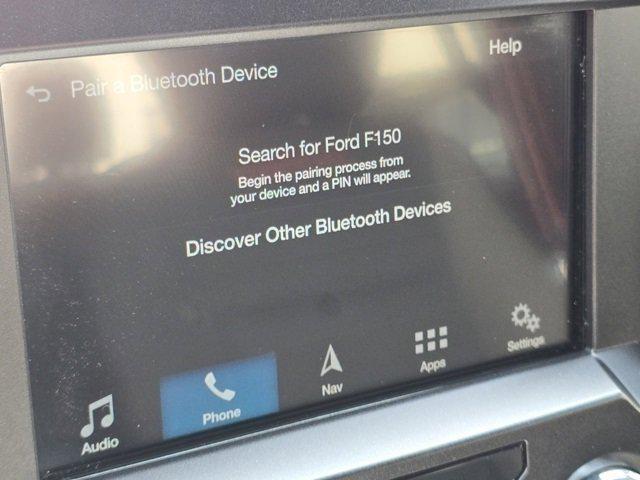 Pair a Bluetooth Device
Help
Search for Ford F-150
Begin the pairing process from
your device and a PIN will appear.
Discover Other Bluetooth Devices
Audio
Phone
Nav
Apps
Settings